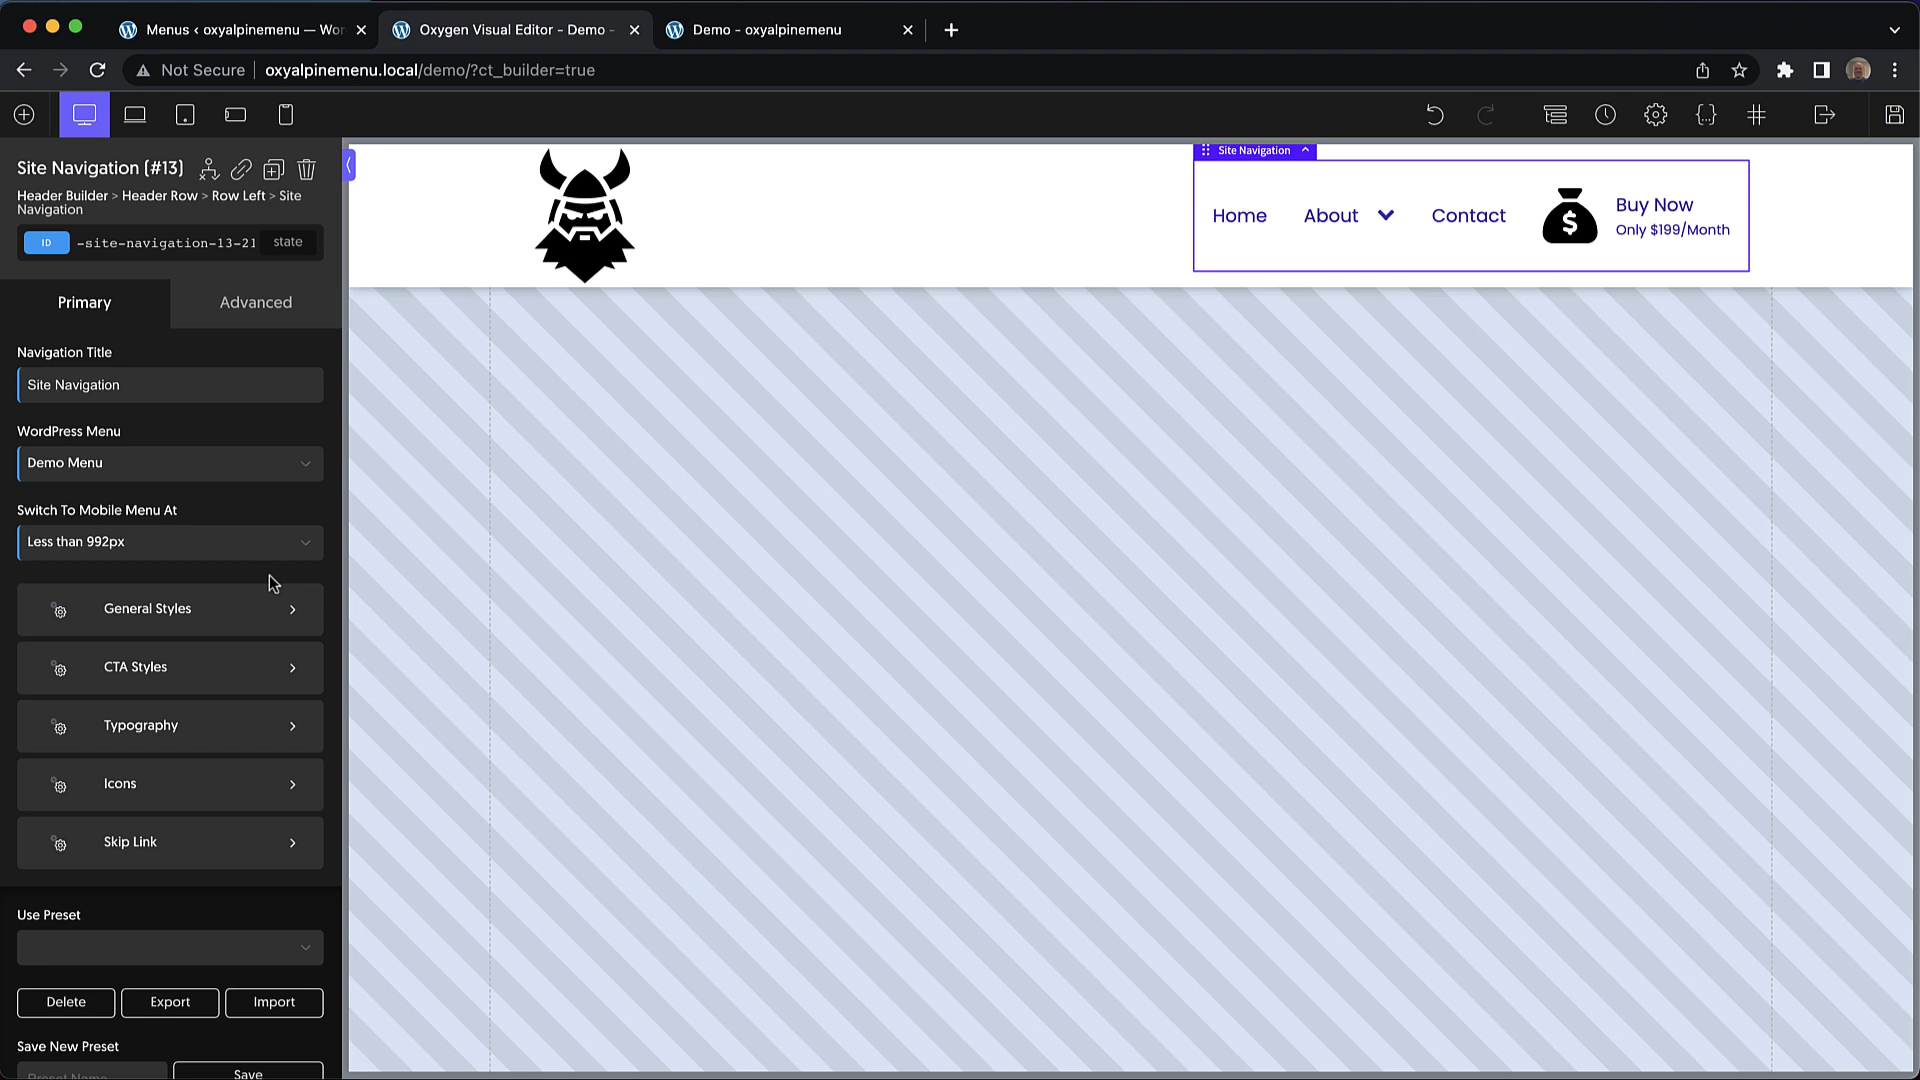 Menus ‹ oxyalpinemenu — Wor
Oxygen Visual Editor - Demo -
Demo - oxyalpinemenu
Not Secure
oxyalpinemenu.local/demo/?ct_builder=true
Site Navigation (#13)
Header Builder > Header Row > Row Left > Site
Navigation
ID
-site-navigation-13-21
state
Primary
Advanced
Navigation Title
Site Navigation
WordPress Menu
Demo Menu
Switch To Mobile Menu At
Less than 992px
General Styles
CTA Styles
Typography
Icons
Skip Link
Use Preset
Delete
Export
Import
Save New Preset
Preset Name
Save
Site Navigation
Home
About
Contact
$
Buy Now
Only $199/Month